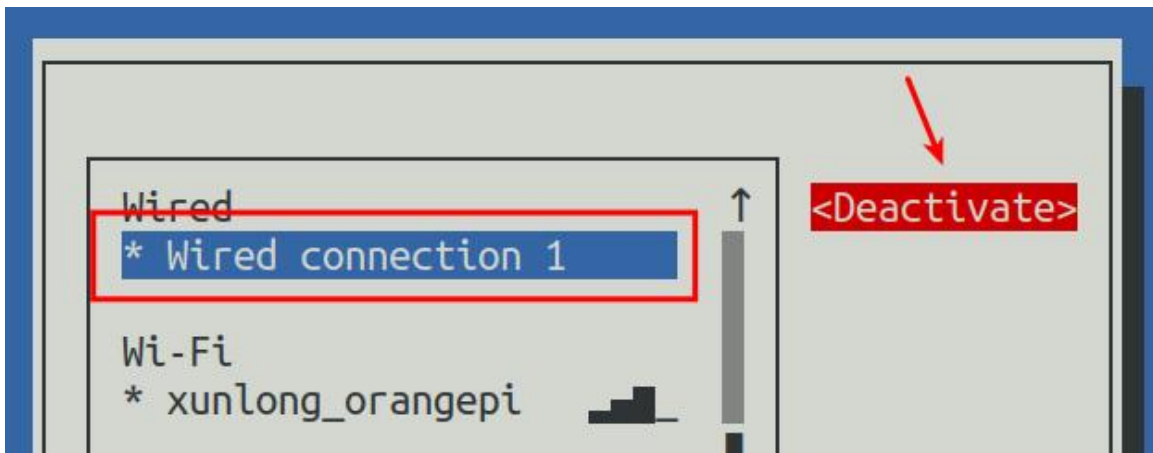 Wired
* Wired connection 1
<Deactivate>
Wi-Fi
* xunlong_orangepi